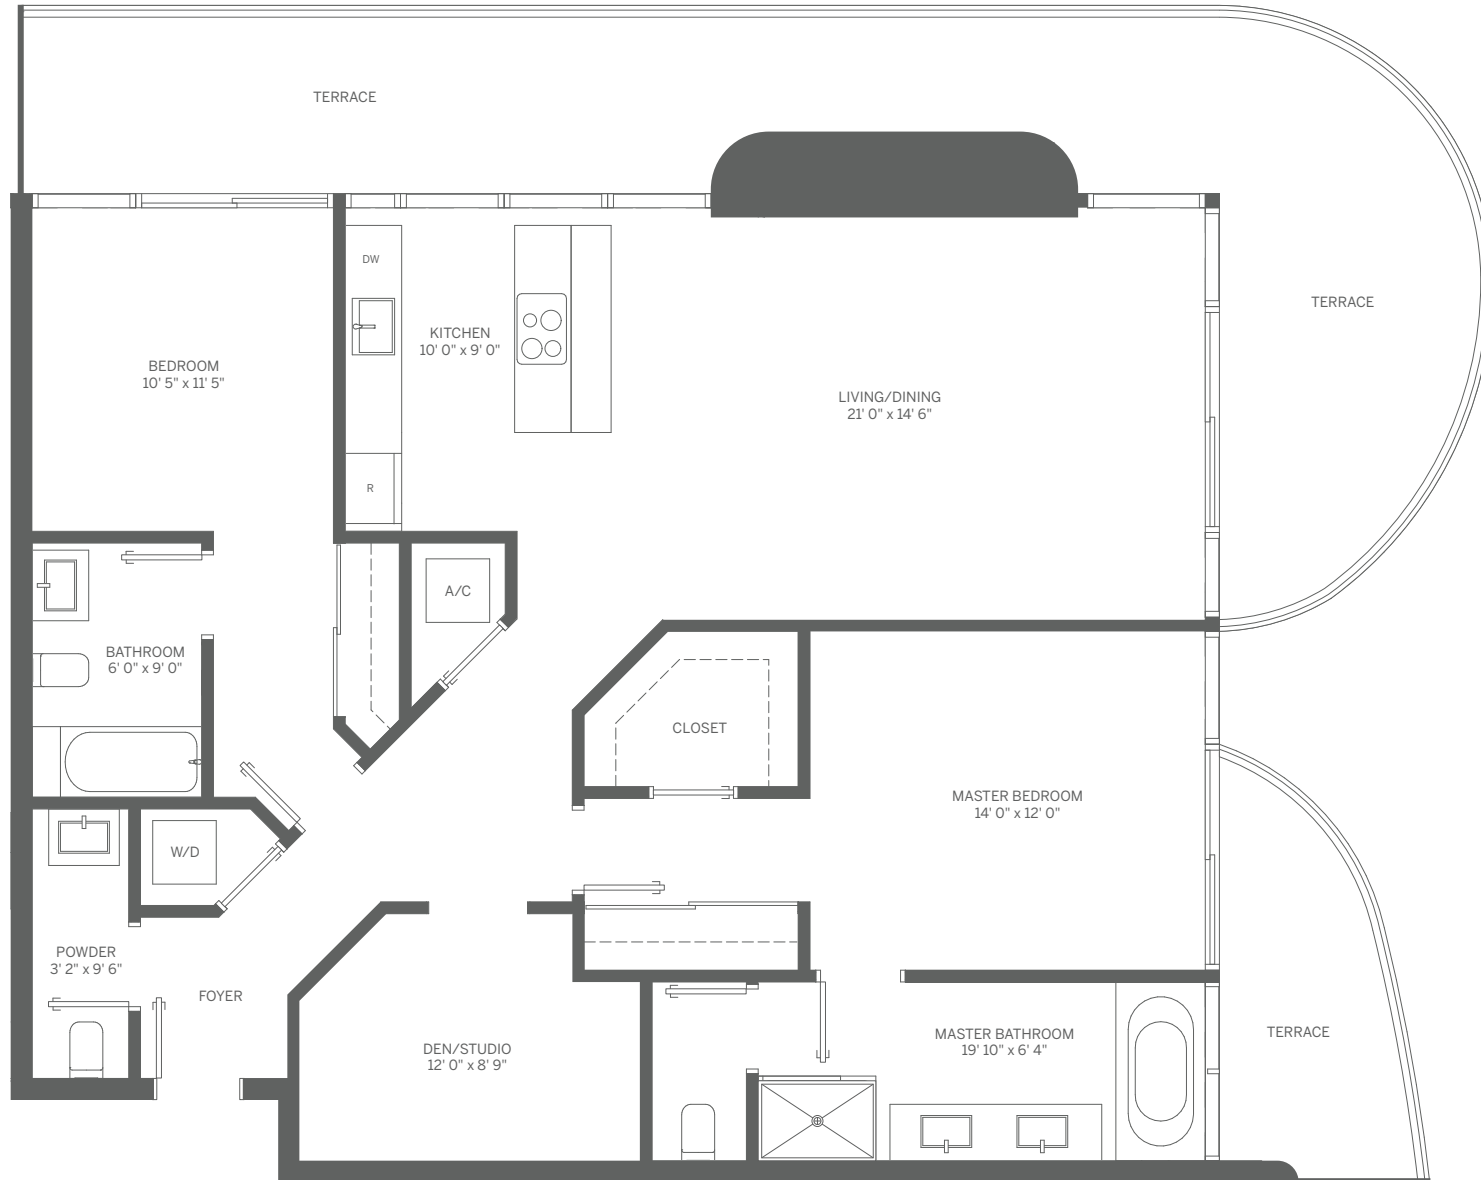 TERRACE
DW
TERRACE
KITCHEN
10' 0" x 9' 0"
BEDROOM
10' 5" x 11' 5"
LIVING/DINING
21' 0" x 14' 6"
R
A/C
BATHROOM
6' 0" x 9' 0"
CLOSET
MASTER BEDROOM
14' 0" x 12' 0"
W/D
POWDER
3' 2" x 9' 6"
FOYER
DEN/STUDIO
12' 0" x 8' 9"
MASTER BATHROOM
19' 10" x 6' 4"
TERRACE